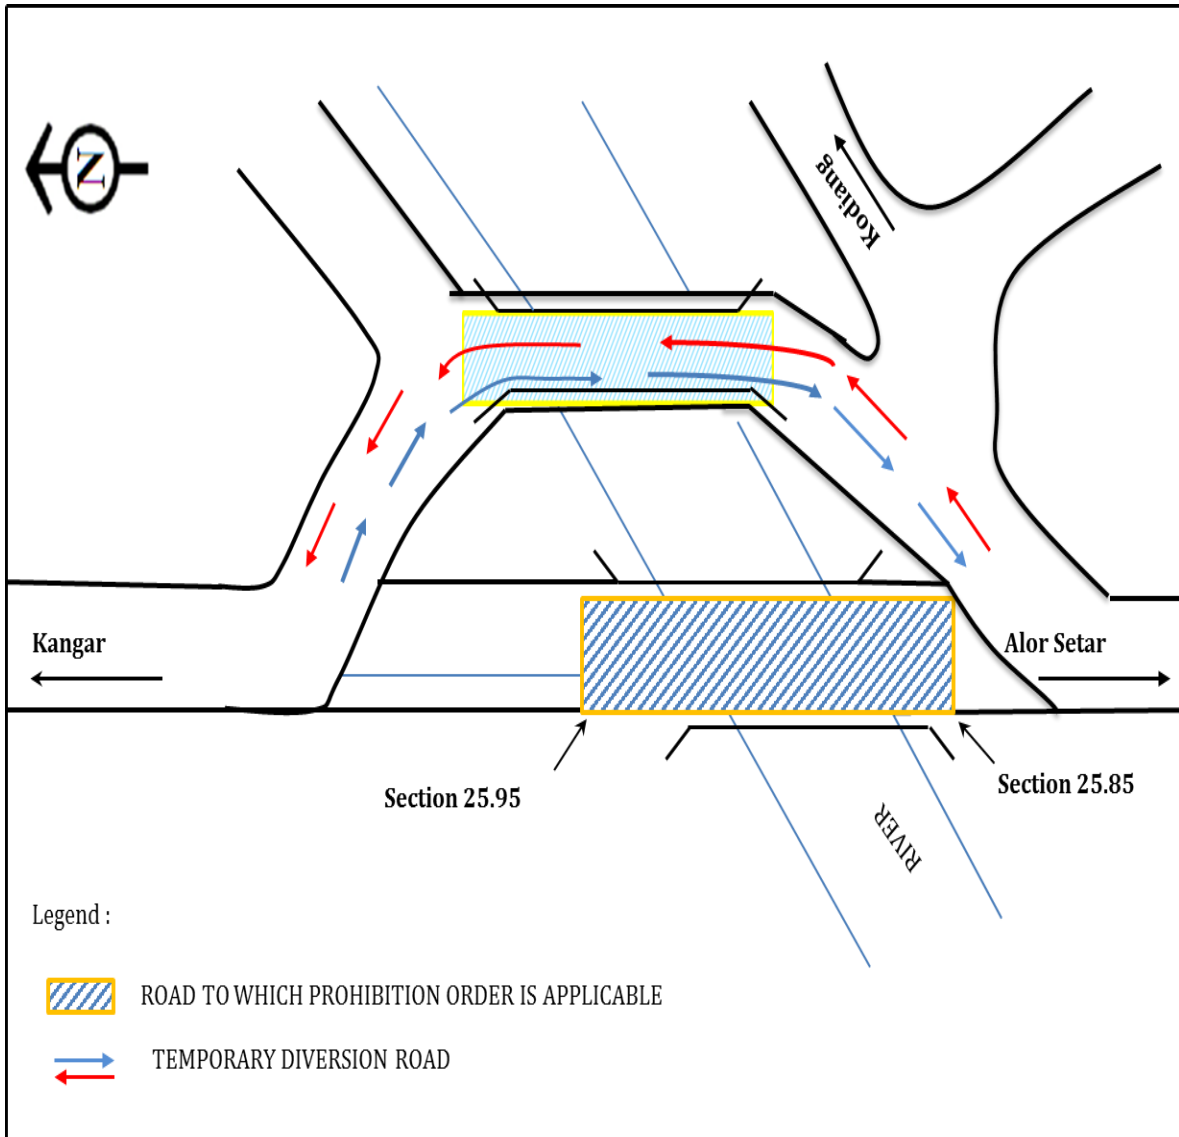 N
Kodiang
Kangar
Alor Setar
Section 25.95
Section 25.85
RIVER
Legend :
ROAD TO WHICH PROHIBITION ORDER IS APPLICABLE
TEMPORARY DIVERSION ROAD